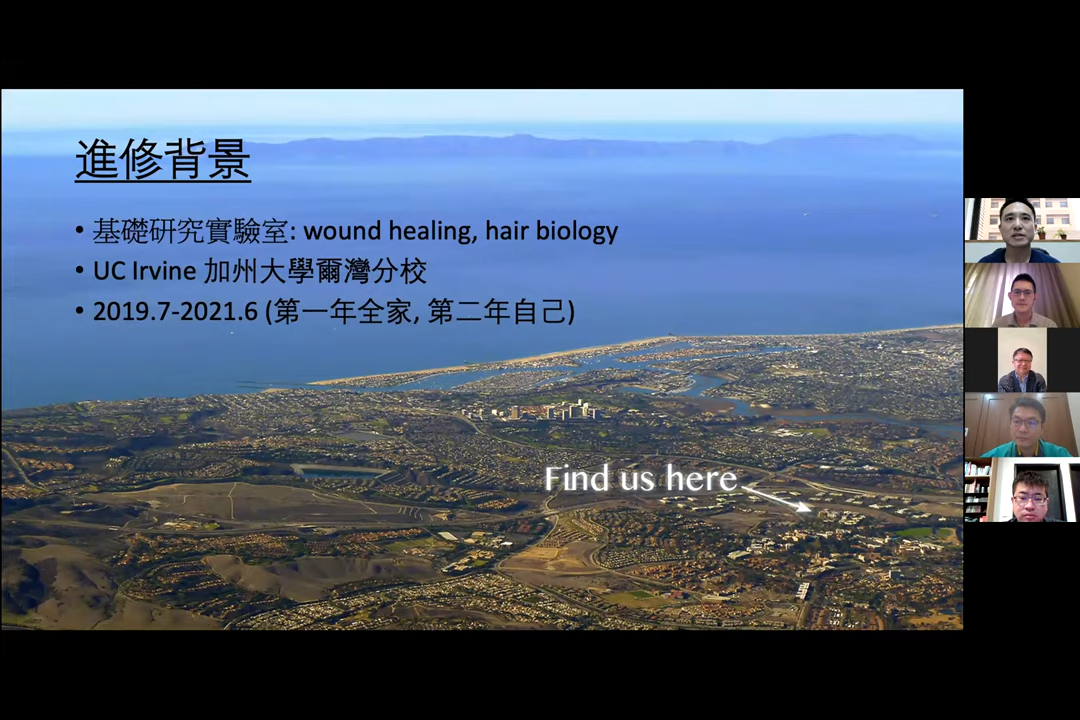 進修背景
• 基礎研究實驗室: wound healing, hair biology
• UC Irvine 加州大學爾灣分校
• 2019.7-2021.6 (第一年全家, 第二年自己)
Find us here